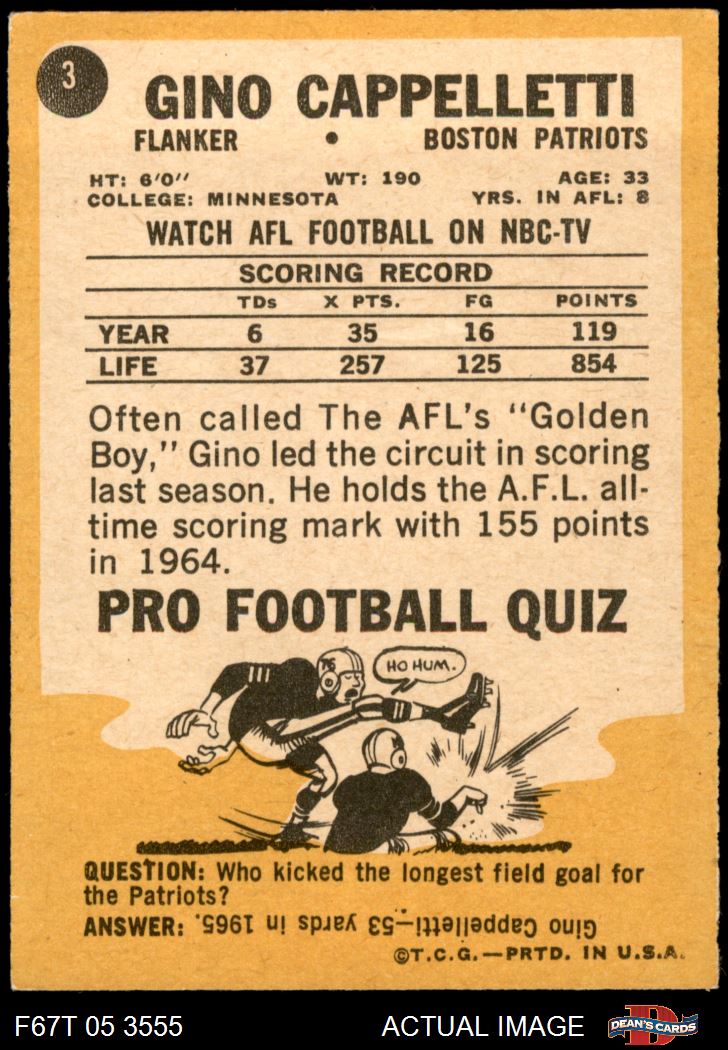 3
GINO CAPPELLETTI
FLANKER • BOSTON PATRIOTS
HT: 6'0" WT: 190 AGE: 33
COLLEGE: MINNESOTA YRS. IN AFL: 8
WATCH AFL FOOTBALL ON NBC-TV
SCORING RECORD
TDs X PTS. FG POINTS
YEAR 6 35 16 119
LIFE 37 257 125 854
Often called The AFL's "Golden
Boy," Gino led the circuit in scoring
last season. He holds the A.F.L. all-
time scoring mark with 155 points
in 1964.
PRO FOOTBALL QUIZ
76
HO HUM.
QUESTION: Who kicked the longest field goal for
the Patriots?
ANSWER: Gino Cappelletti—53 yards in 1965.
©T.C.G.—PRTD. IN U.S.A.
F67T 05 3555 ACTUAL IMAGE D DEAN'S CARDS